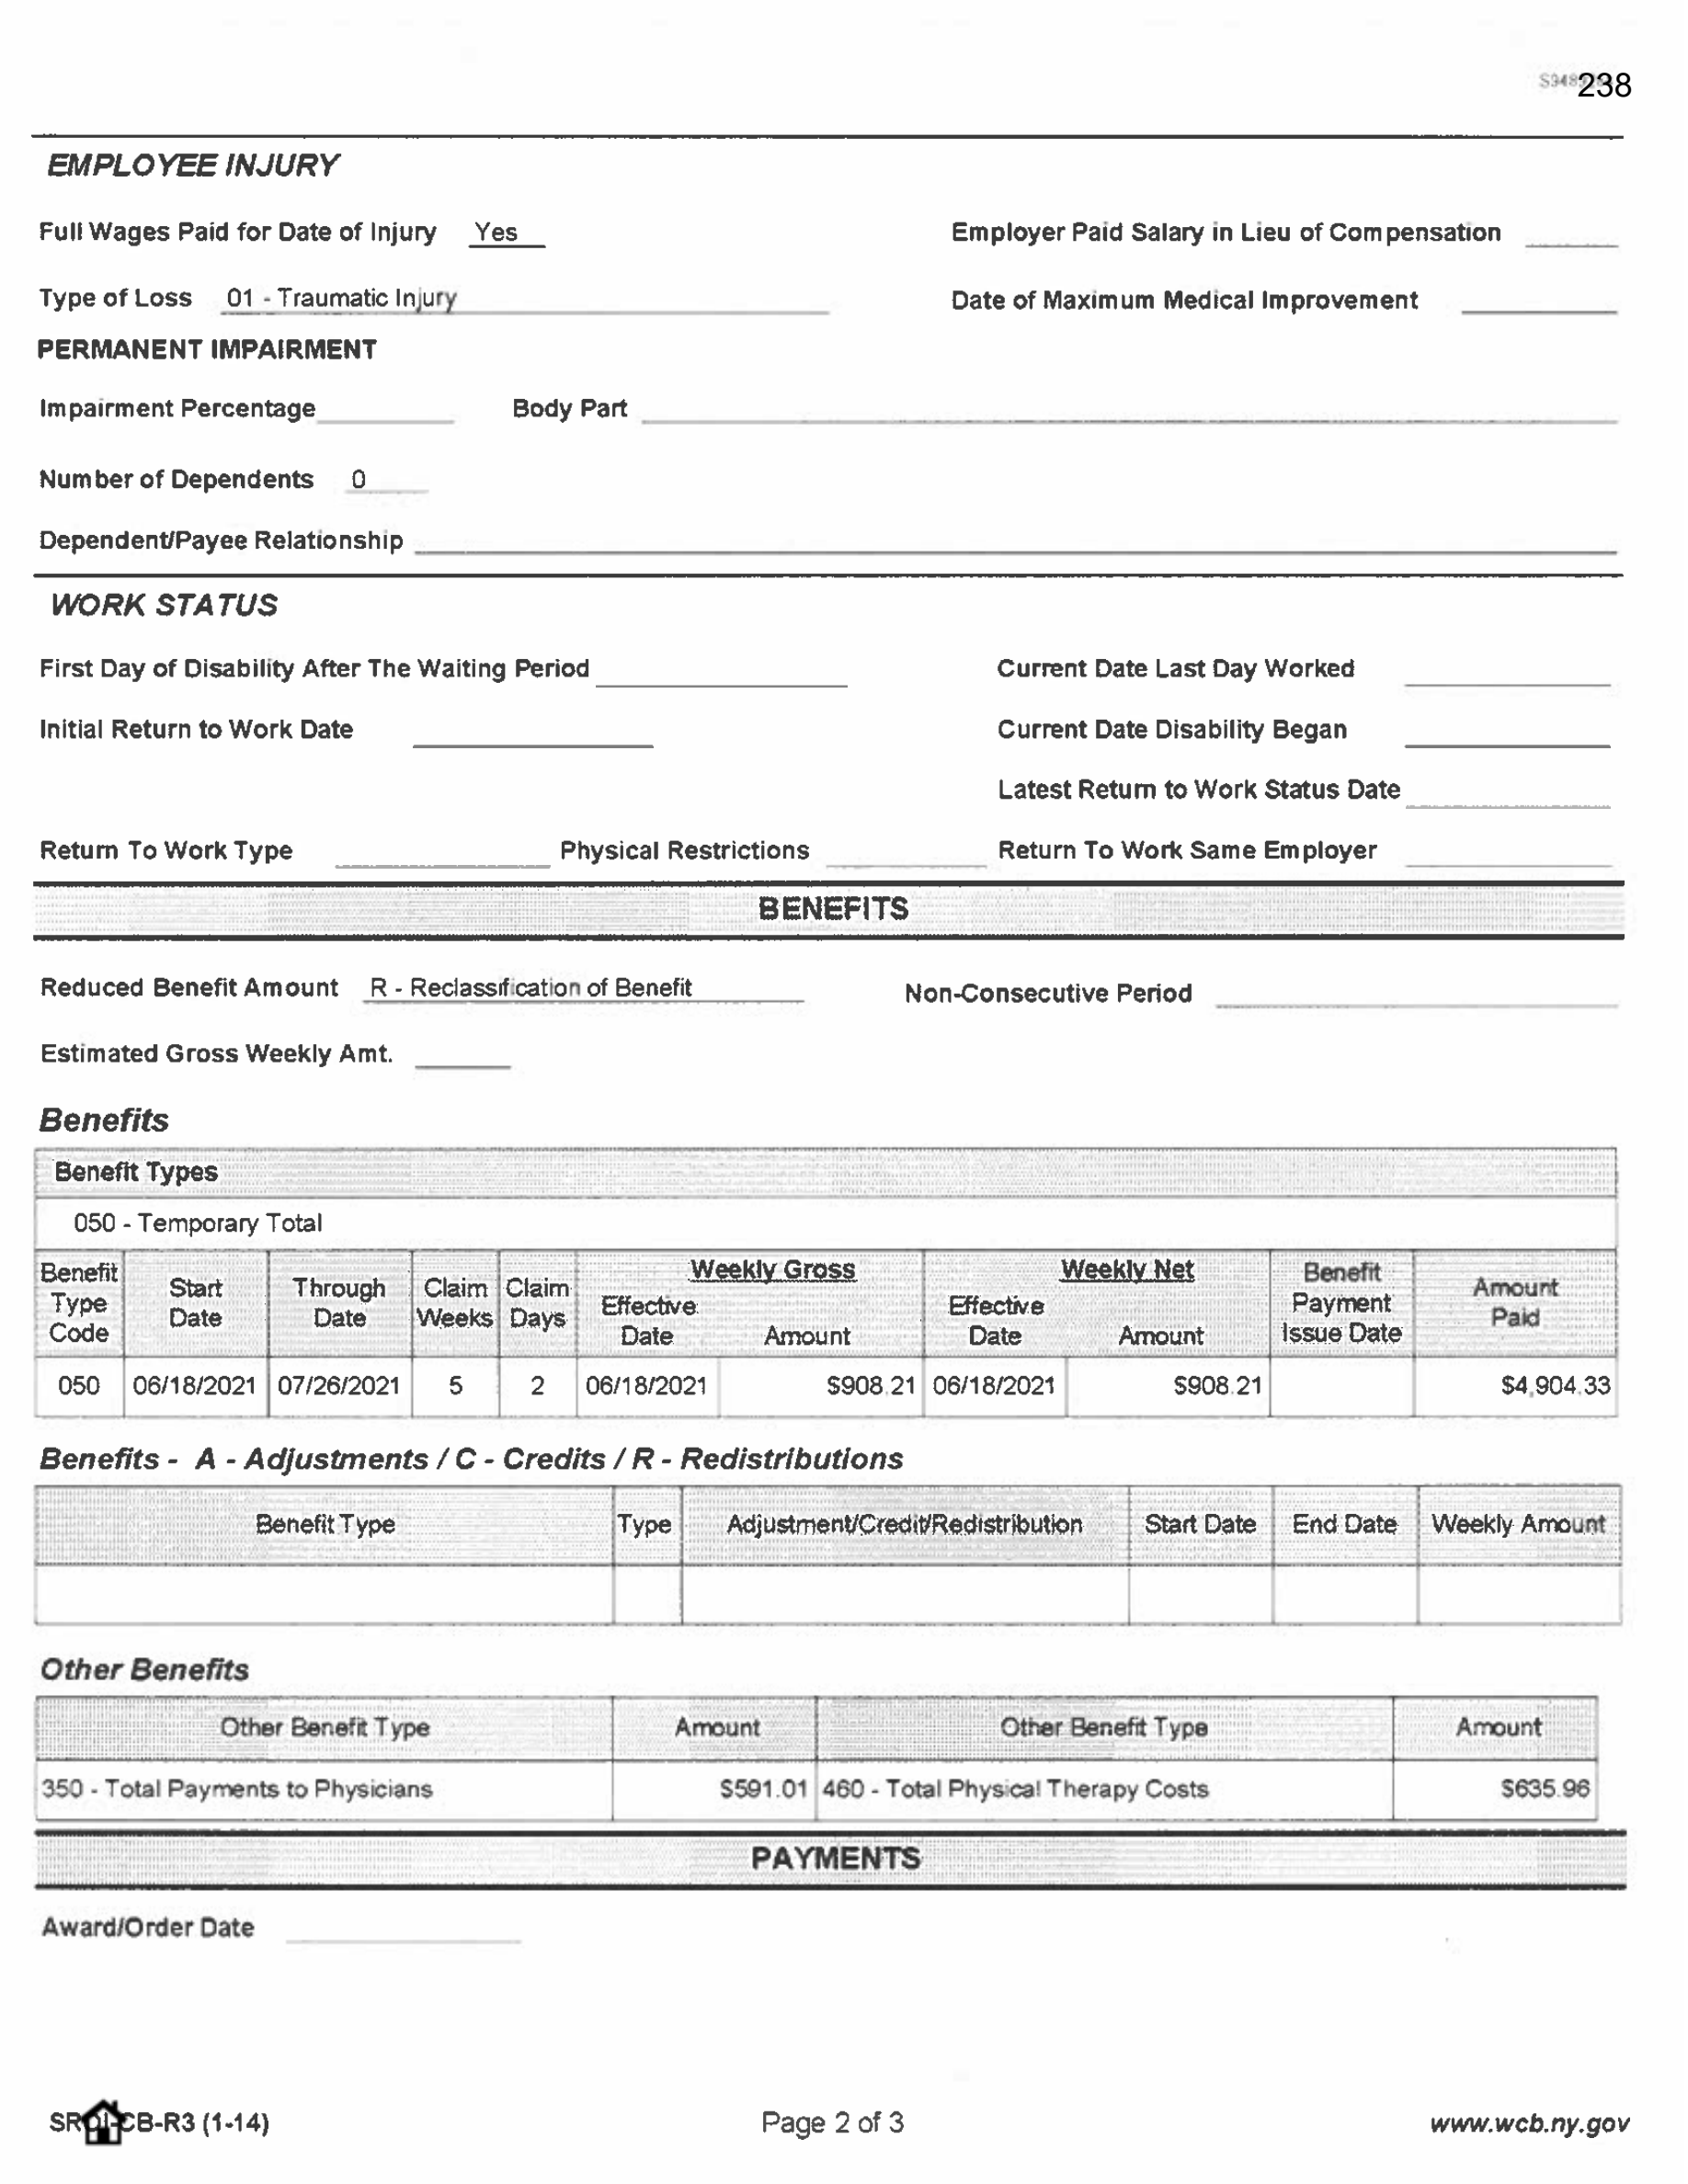 238
EMPLOYEE INJURY
Full Wages Paid for Date of Injury Yes Employer Paid Salary in Lieu of Compensation
Type of Loss 01 - Traumatic Injury Date of Maximum Medical Improvement
PERMANENT IMPAIRMENT
Impairment Percentage Body Part
Number of Dependents 0
Dependent/Payee Relationship
WORK STATUS
First Day of Disability After The Waiting Period Current Date Last Day Worked
Initial Return to Work Date Current Date Disability Began
Latest Return to Work Status Date
Return To Work Type Physical Restrictions Return To Work Same Employer
BENEFITS
Reduced Benefit Amount R - Reclassification of Benefit Non-Consecutive Period
Estimated Gross Weekly Amt.
Benefits
Benefit Types
050 - Temporary Total
Benefit Type Code Start Date Through Date Claim Weeks Claim Days Weekly Gross Effective Date Amount Weekly Net Effective Date Amount Benefit Payment Issue Date Amount Paid
050 06/18/2021 07/26/2021 5 2 06/18/2021 $908.21 06/18/2021 $908.21 $4,904.33
Benefits - A - Adjustments / C - Credits / R - Redistributions
Benefit Type Type Adjustment/Credit/Redistribution Start Date End Date Weekly Amount
Other Benefits
Other Benefit Type Amount Other Benefit Type Amount
350 - Total Payments to Physicians $591.01 460 - Total Physical Therapy Costs $635.96
PAYMENTS
Award/Order Date
SROI-CB-R3 (1-14) Page 2 of 3 www.wcb.ny.gov